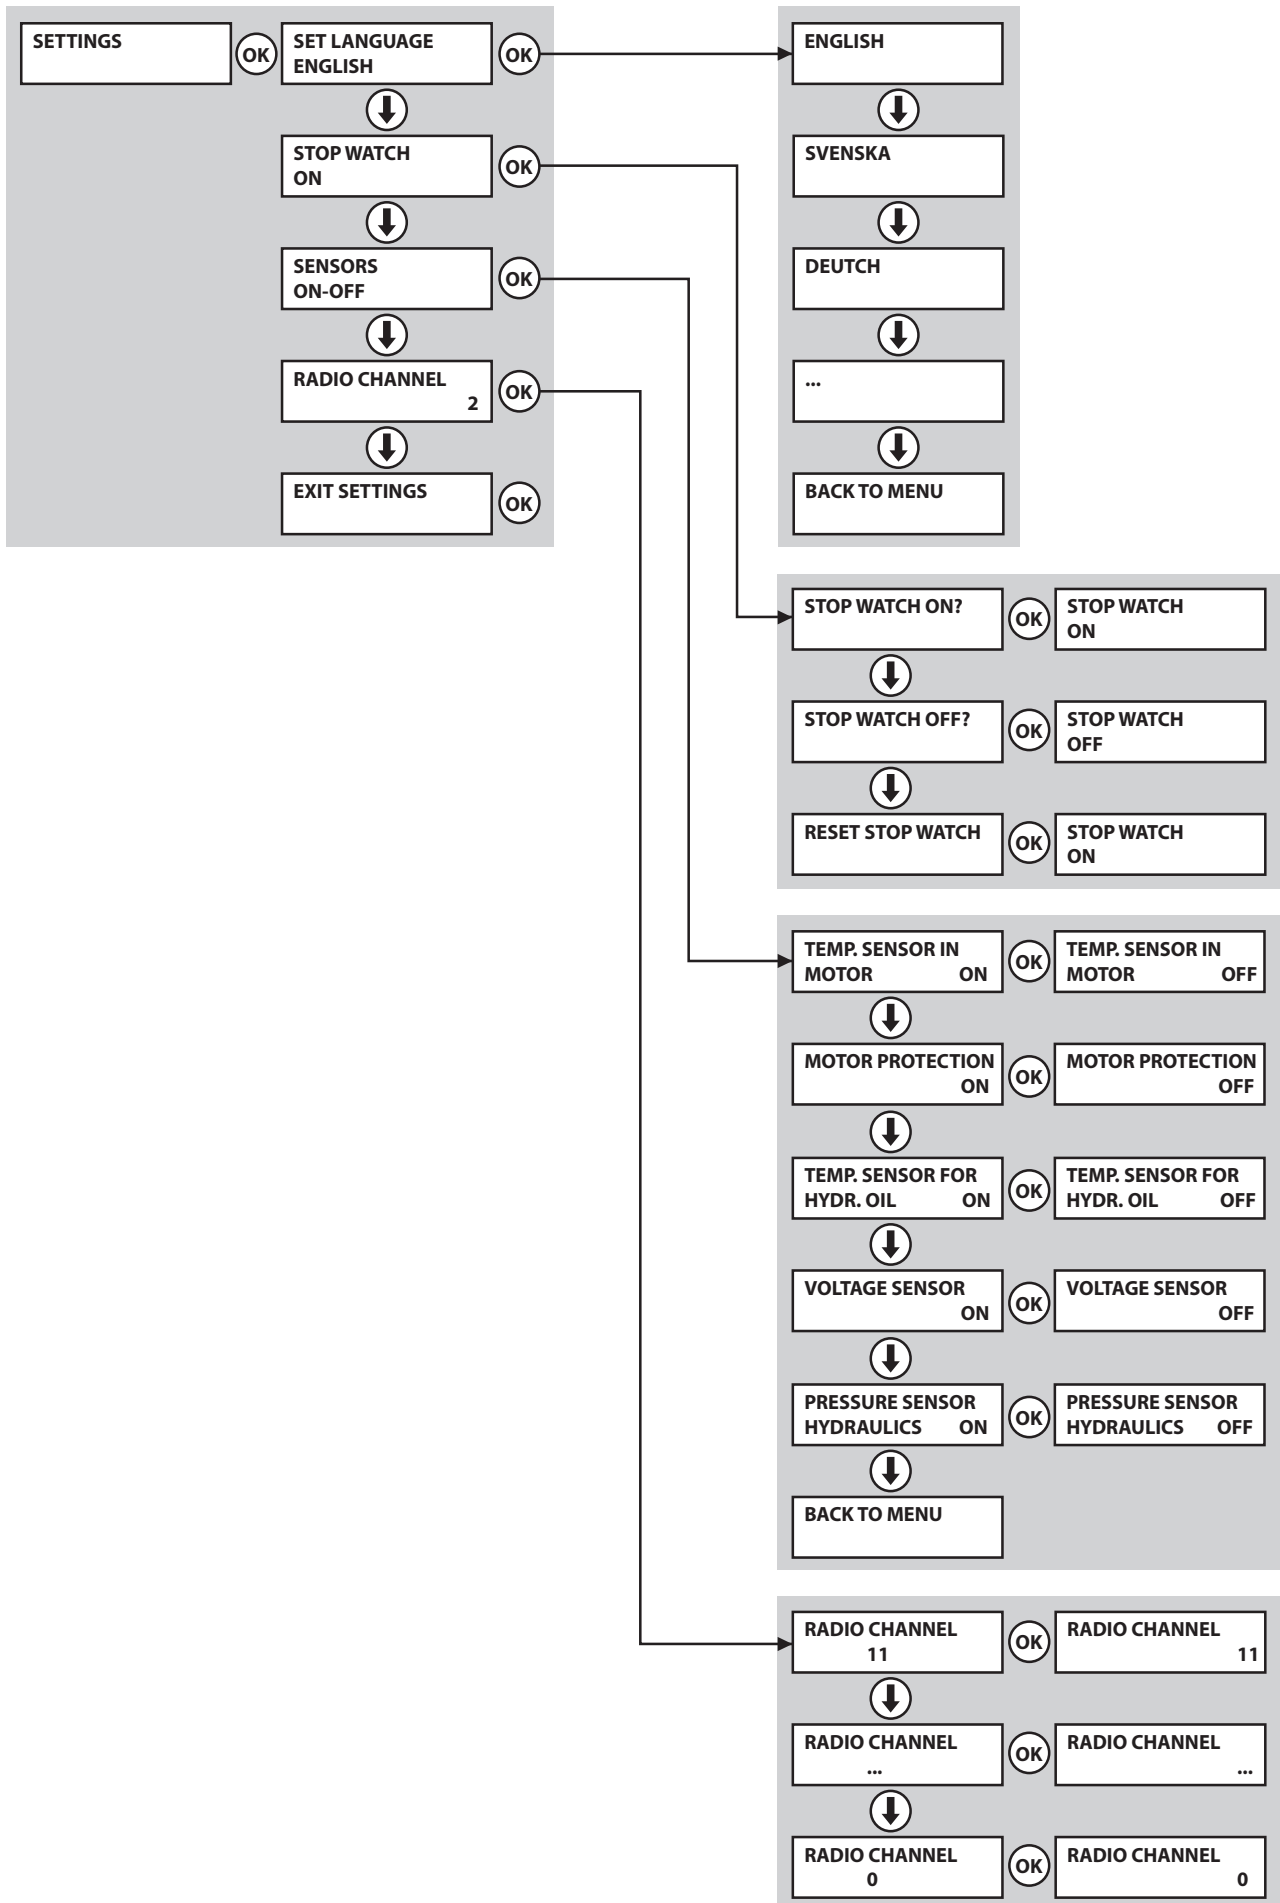 SETTINGS
OK
SET LANGUAGE
ENGLISH
OK
STOP WATCH
ON
OK
SENSORS
ON-OFF
OK
RADIO CHANNEL
2
OK
EXIT SETTINGS
OK
ENGLISH
SVENSKA
DEUTCH
...
BACK TO MENU
STOP WATCH ON?
OK
STOP WATCH
ON
STOP WATCH OFF?
OK
STOP WATCH
OFF
RESET STOP WATCH
OK
STOP WATCH
ON
TEMP. SENSOR IN
MOTOR ON
OK
TEMP. SENSOR IN
MOTOR OFF
MOTOR PROTECTION
ON
OK
MOTOR PROTECTION
OFF
TEMP. SENSOR FOR
HYDR. OIL ON
OK
TEMP. SENSOR FOR
HYDR. OIL OFF
VOLTAGE SENSOR
ON
OK
VOLTAGE SENSOR
OFF
PRESSURE SENSOR
HYDRAULICS ON
OK
PRESSURE SENSOR
HYDRAULICS OFF
BACK TO MENU
RADIO CHANNEL
11
OK
RADIO CHANNEL
11
RADIO CHANNEL
...
OK
RADIO CHANNEL
...
RADIO CHANNEL
0
OK
RADIO CHANNEL
0